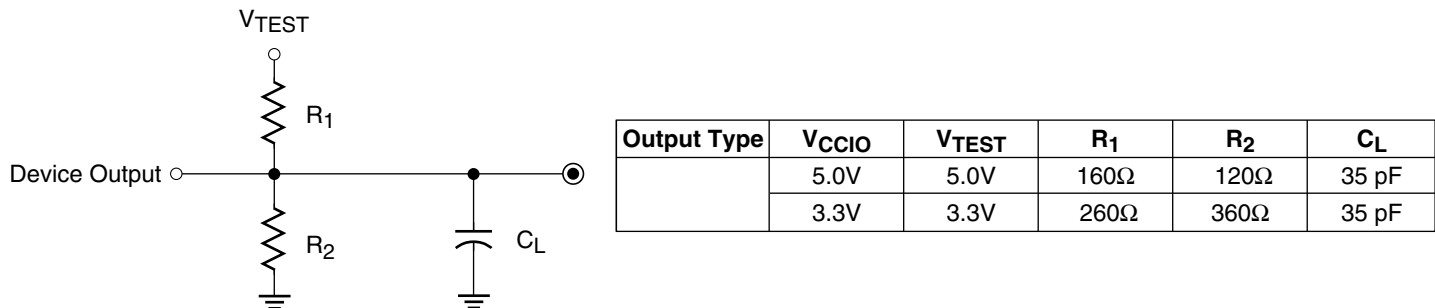 VTEST
R1
Device Output
R2
CL
Output Type VCCIO VTEST R1 R2 CL
5.0V 5.0V 160Ω 120Ω 35 pF
3.3V 3.3V 260Ω 360Ω 35 pF